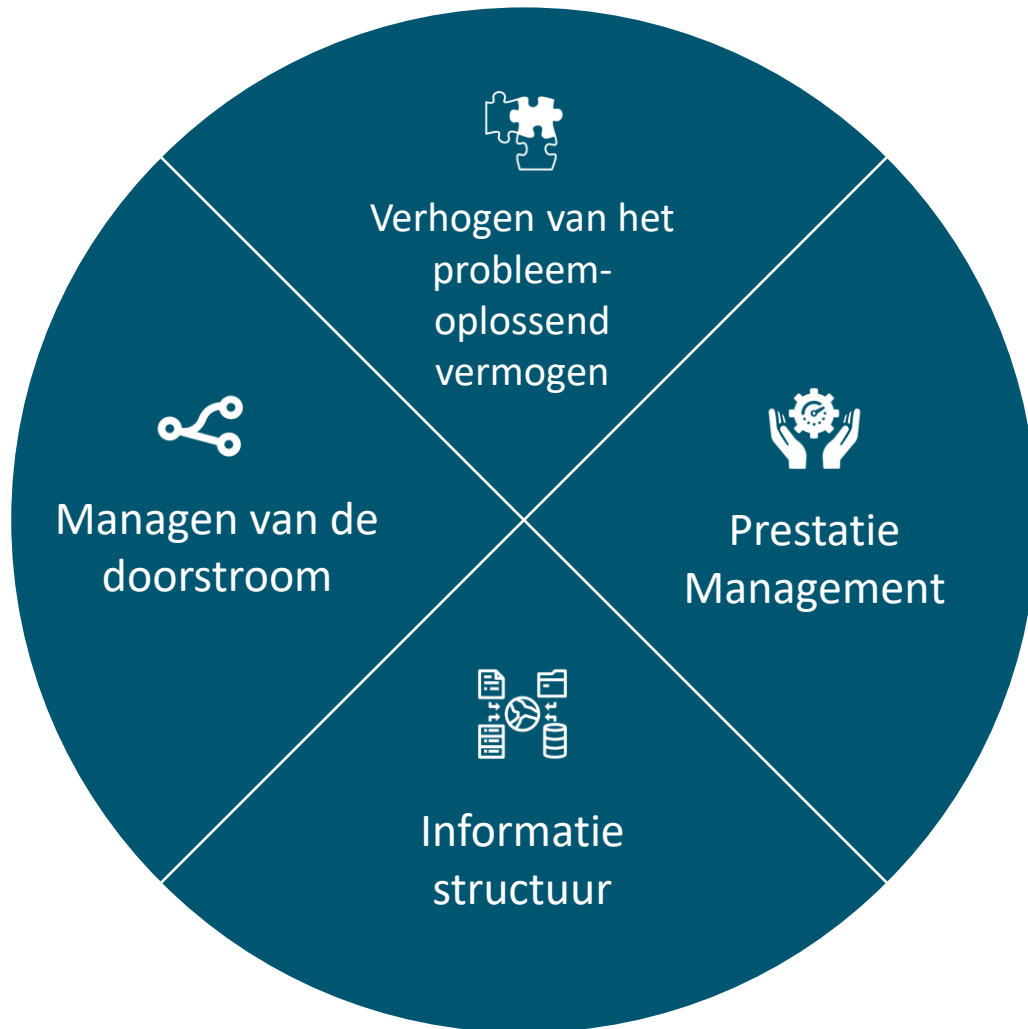 Verhogen van het
probleem-
oplossend
vermogen
Managen van de
doorstroom
Prestatie
Management
Informatie
structuur